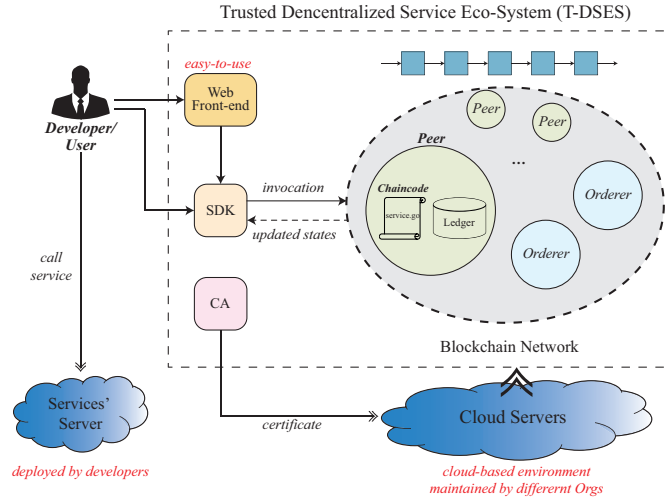 Trusted Dencentralized Service Eco-System (T-DSES)
easy-to-use
Web
Front-end
Developer/
User
Peer
Peer
Peer
...
Chaincode
service.go
Ledger
Orderer
Orderer
SDK
invocation
updated states
call
service
CA
Blockchain Network
Services'
Server
certificate
Cloud Servers
deployed by developers
cloud-based environment
maintained by differernt Orgs